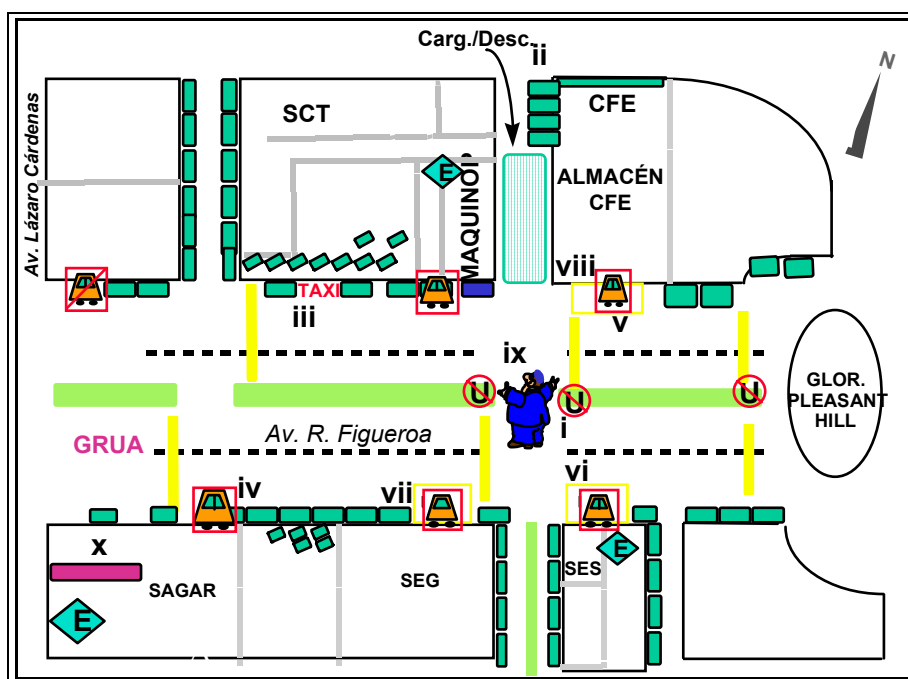 Carg./Desc.
ii
N
SCT
CFE
E
MAQUINOP
ALMACÉN
CFE
Av. Lázaro Cárdenas
viii
TAXI
iii
v
ix
U
U
U
GLOR.
PLEASANT
HILL
i
Av. R. Figueroa
GRUA
iv
vii
vi
x
E
SES
SAGAR
SEG
E